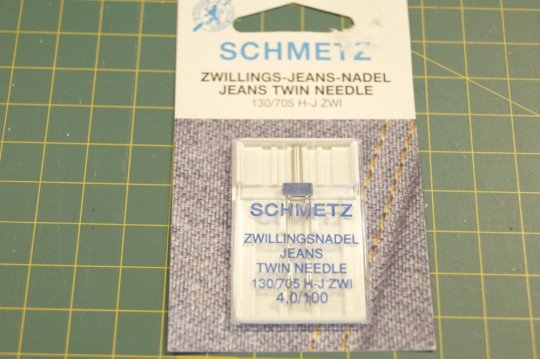 SCHMETZ
ZWILLINGS-JEANS-NADEL
JEANS TWIN NEEDLE
130/705 H-J ZWI
SCHMETZ
ZWILLINGSNADEL
JEANS
TWIN NEEDLE
130/705 H-J ZWI
4,0/100